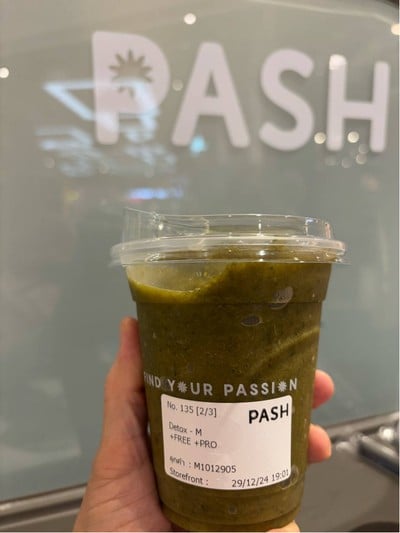 PASH
FIND YOUR PASSION
No. 135 [2/3]
PASH
Detox - M
+FREE +PRO
ลูกค้า : M1012905
Storefront : 29/12/24 19:01